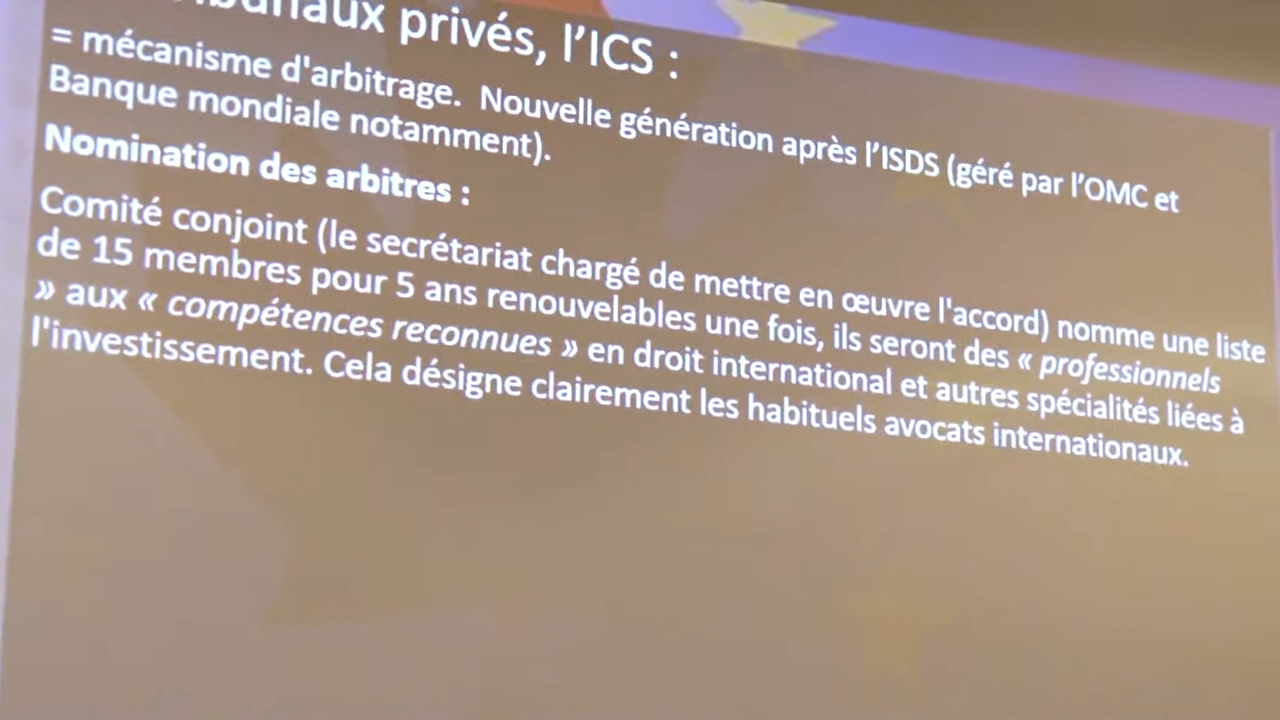 privés, l’ICS :
= mécanisme d'arbitrage. Nouvelle génération après l’ISDS (géré par l’OMC et
Banque mondiale notamment).
Nomination des arbitres :
Comité conjoint (le secrétariat chargé de mettre en œuvre l'accord) nomme une liste
de 15 membres pour 5 ans renouvelables une fois, ils seront des « professionnels
» aux « compétences reconnues » en droit international et autres spécialités liées à
l'investissement. Cela désigne clairement les habituels avocats internationaux.